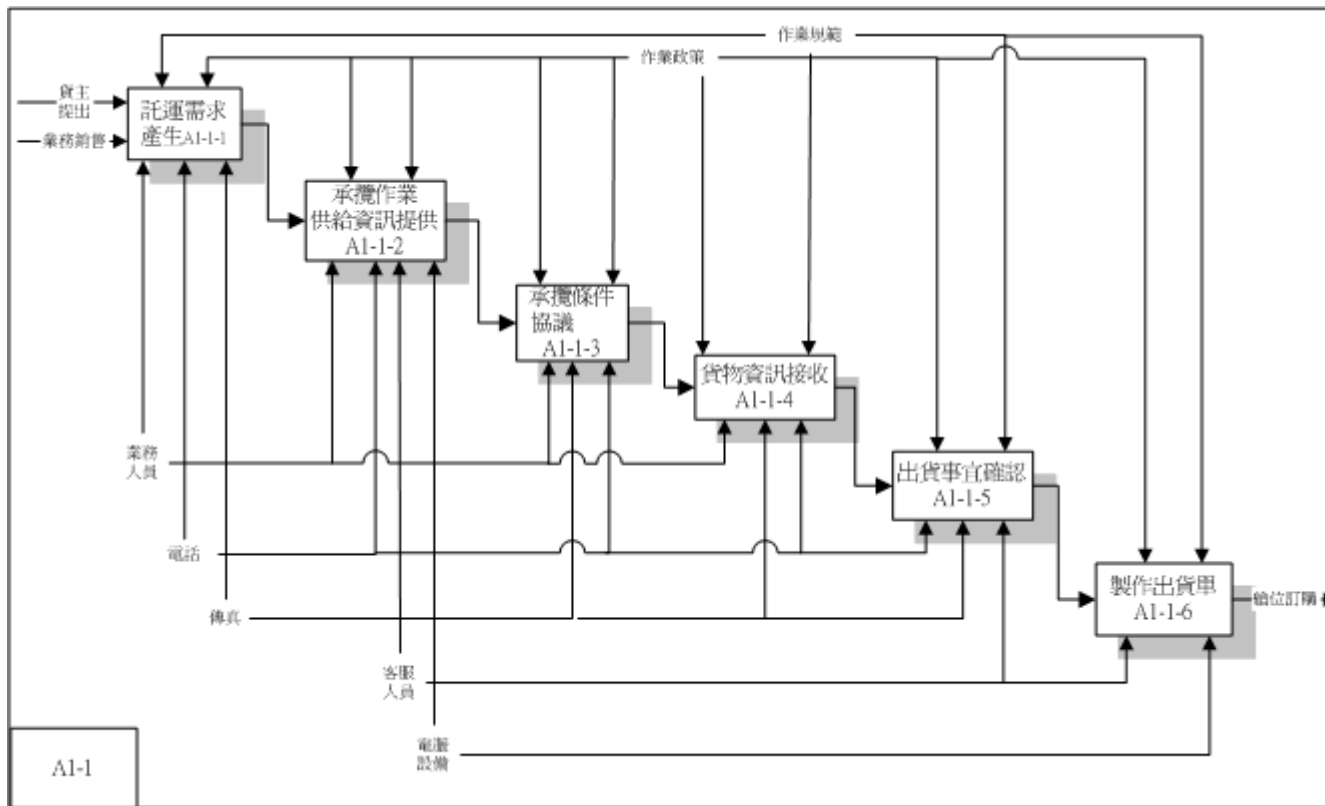 作業規範
作業政策
貨主
提出
業務銷售
託運需求
產生A1-1-1
承攬作業
供給資訊提供
A1-1-2
承攬條件
協議
A1-1-3
貨物資訊接收
A1-1-4
業務
人員
出貨事宜確認
A1-1-5
電話
製作出貨單
A1-1-6
艙位訂購
傳真
客服
人員
電腦
設備
A1-1